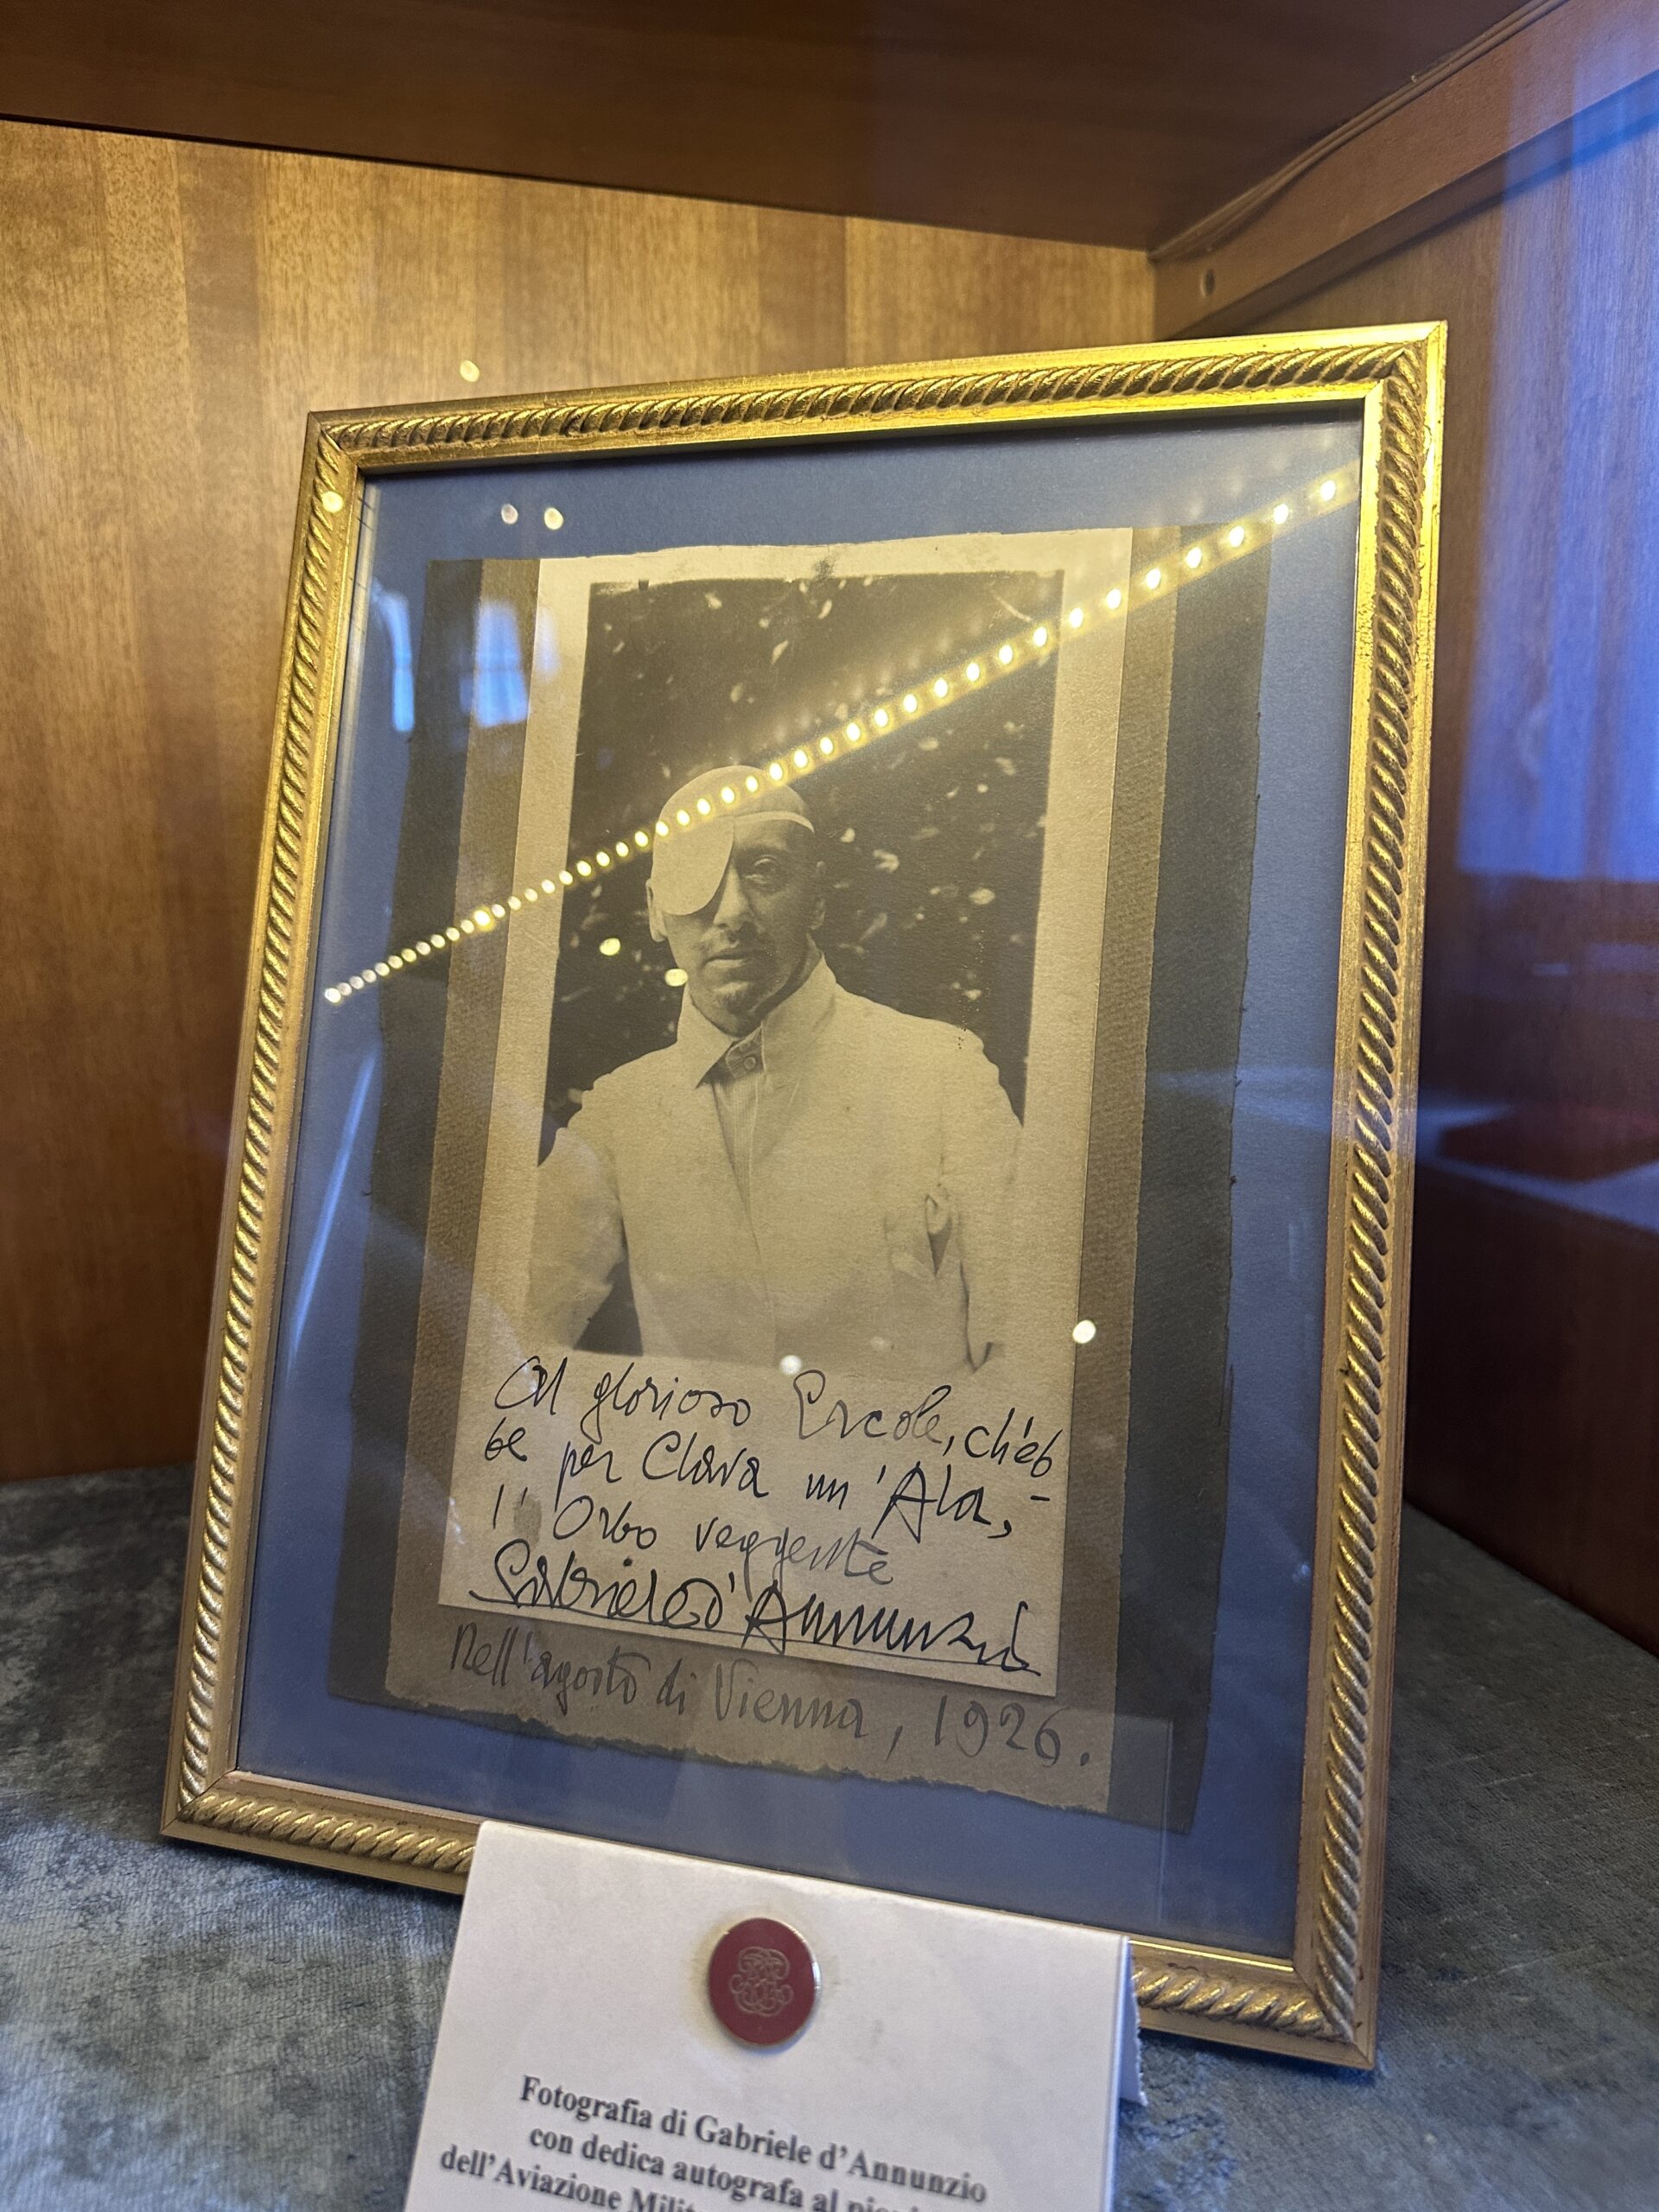 Al glorioso Ercole, ch'eb
be per Clava un'Ala, -
l'Orbo veggente
Gabriele d'Annunzio
Nell'agosto di Vienna, 1926.
Fotografia di Gabriele d'Annunzio
con dedica autografa al
dell'Aviazione